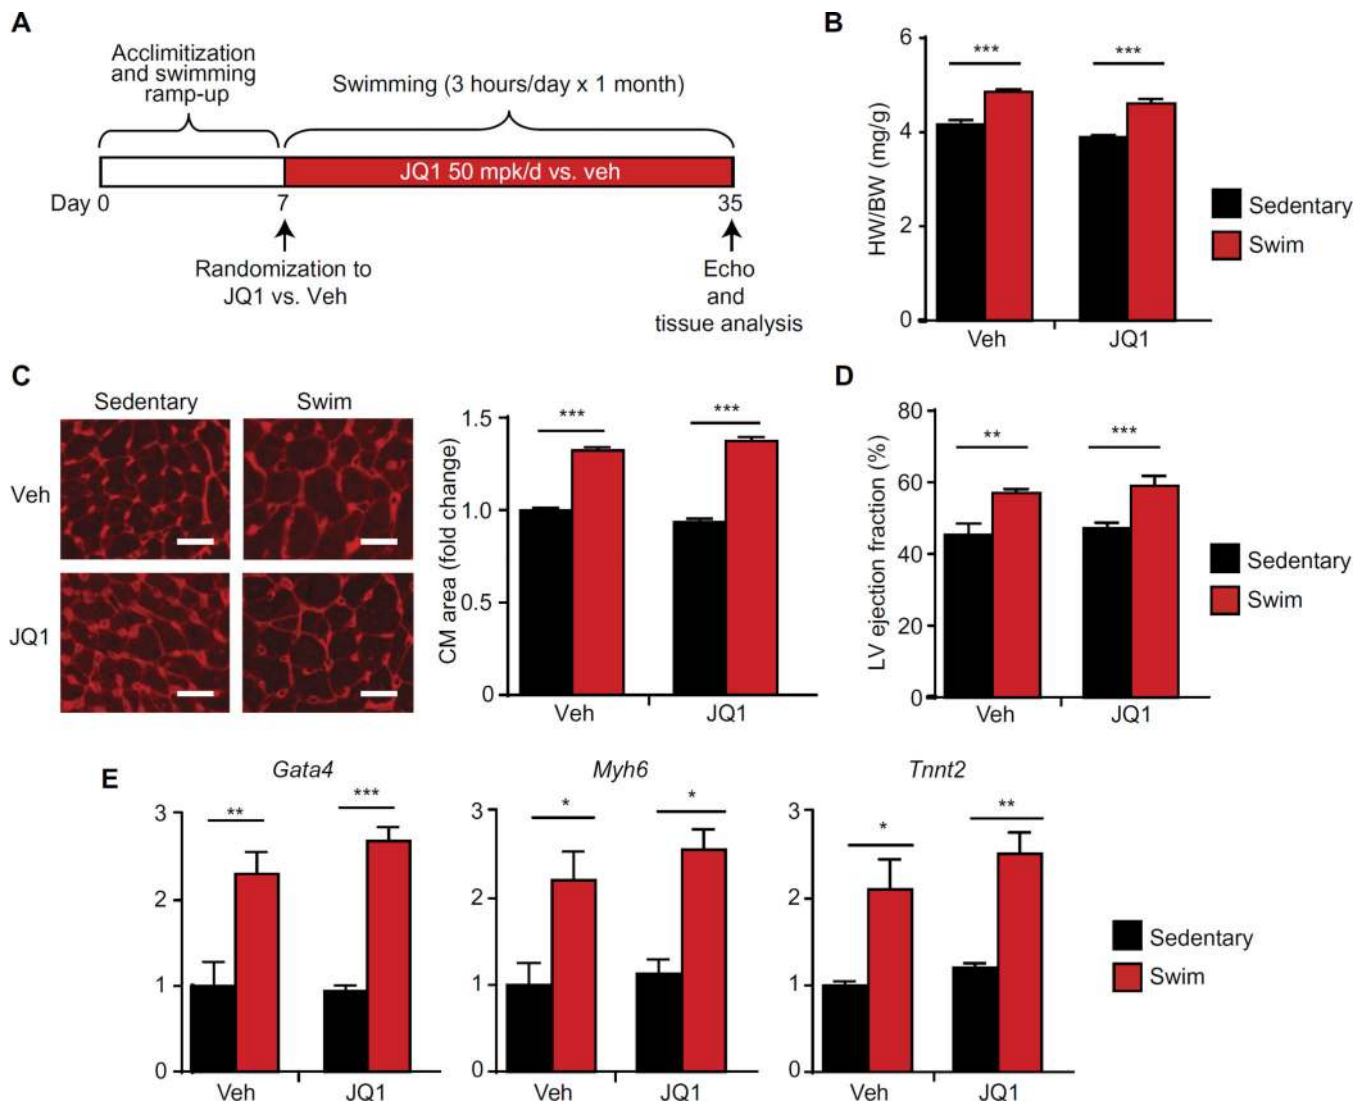 A
Acclimitization
and swimming
ramp-up
Swimming (3 hours/day x 1 month)
JQ1 50 mpk/d vs. veh
Day 0
7
35
Randomization to
JQ1 vs. Veh
Echo
and
tissue analysis
B
HW/BW (mg/g)
6
4
2
0
***
***
Veh
JQ1
Sedentary
Swim
C
Sedentary
Swim
Veh
JQ1
CM area (fold change)
1.5
1.0
0.5
0
***
***
Veh
JQ1
D
LV ejection fraction (%)
80
60
40
20
0
**
***
Veh
JQ1
Sedentary
Swim
E
Gata4
3
2
1
0
**
***
Veh
JQ1
Myh6
3
2
1
0
*
*
Veh
JQ1
Tnnt2
3
2
1
0
*
**
Veh
JQ1
Sedentary
Swim